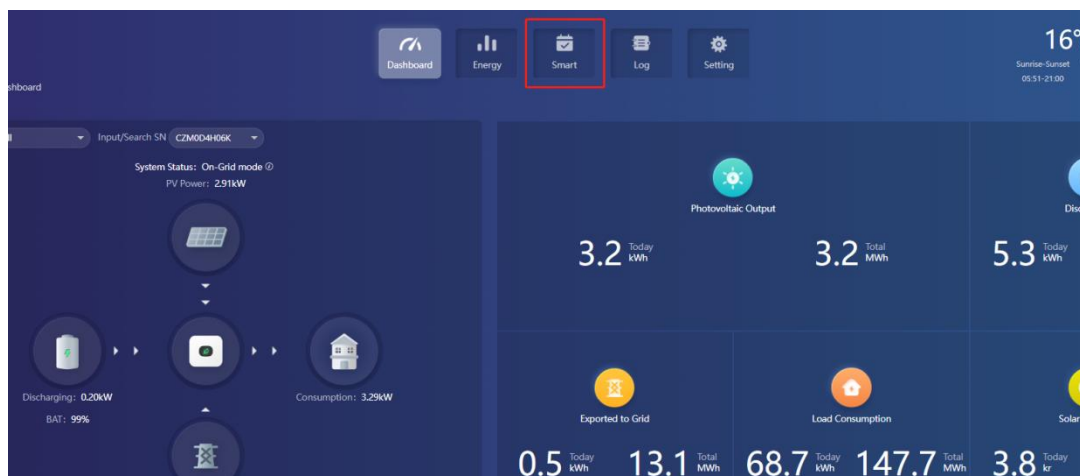 16°
Dashboard Energy Smart Log Setting
Sunrise-Sunset
05:51-21:00
shboard
Input/Search SN CZM0D4H06K
System Status: On-Grid mode
PV Power: 2.91kW
Photovoltaic Output
Disc
3.2 Today kWh
3.2 Total MWh
5.3 Today kWh
Discharging: 0.20kW
Consumption: 3.29kW
BAT: 99%
Exported to Grid
Load Consumption
Solar
0.5 Today kWh
13.1 Total MWh
68.7 Today kWh
147.7 Total MWh
3.8 Today kr